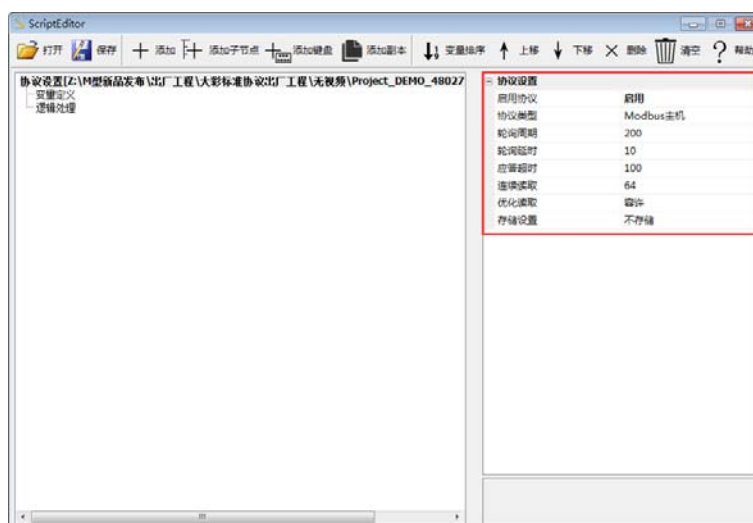 ScriptEditor
打开 保存 添加 添加子节点 添加键盘 添加副本 变量排序 上移 下移 删除 清空 帮助
协议设置[Z:\M型新品发布\出厂工程\大彩标准协议出厂工程\无视频\Project_DEMO_48027
变量定义
逻辑处理
协议设置
启用协议 启用
协议类型 Modbus主机
轮询周期 200
轮询延时 10
应答超时 100
连续读取 64
优化读取 容许
存储设置 不存储